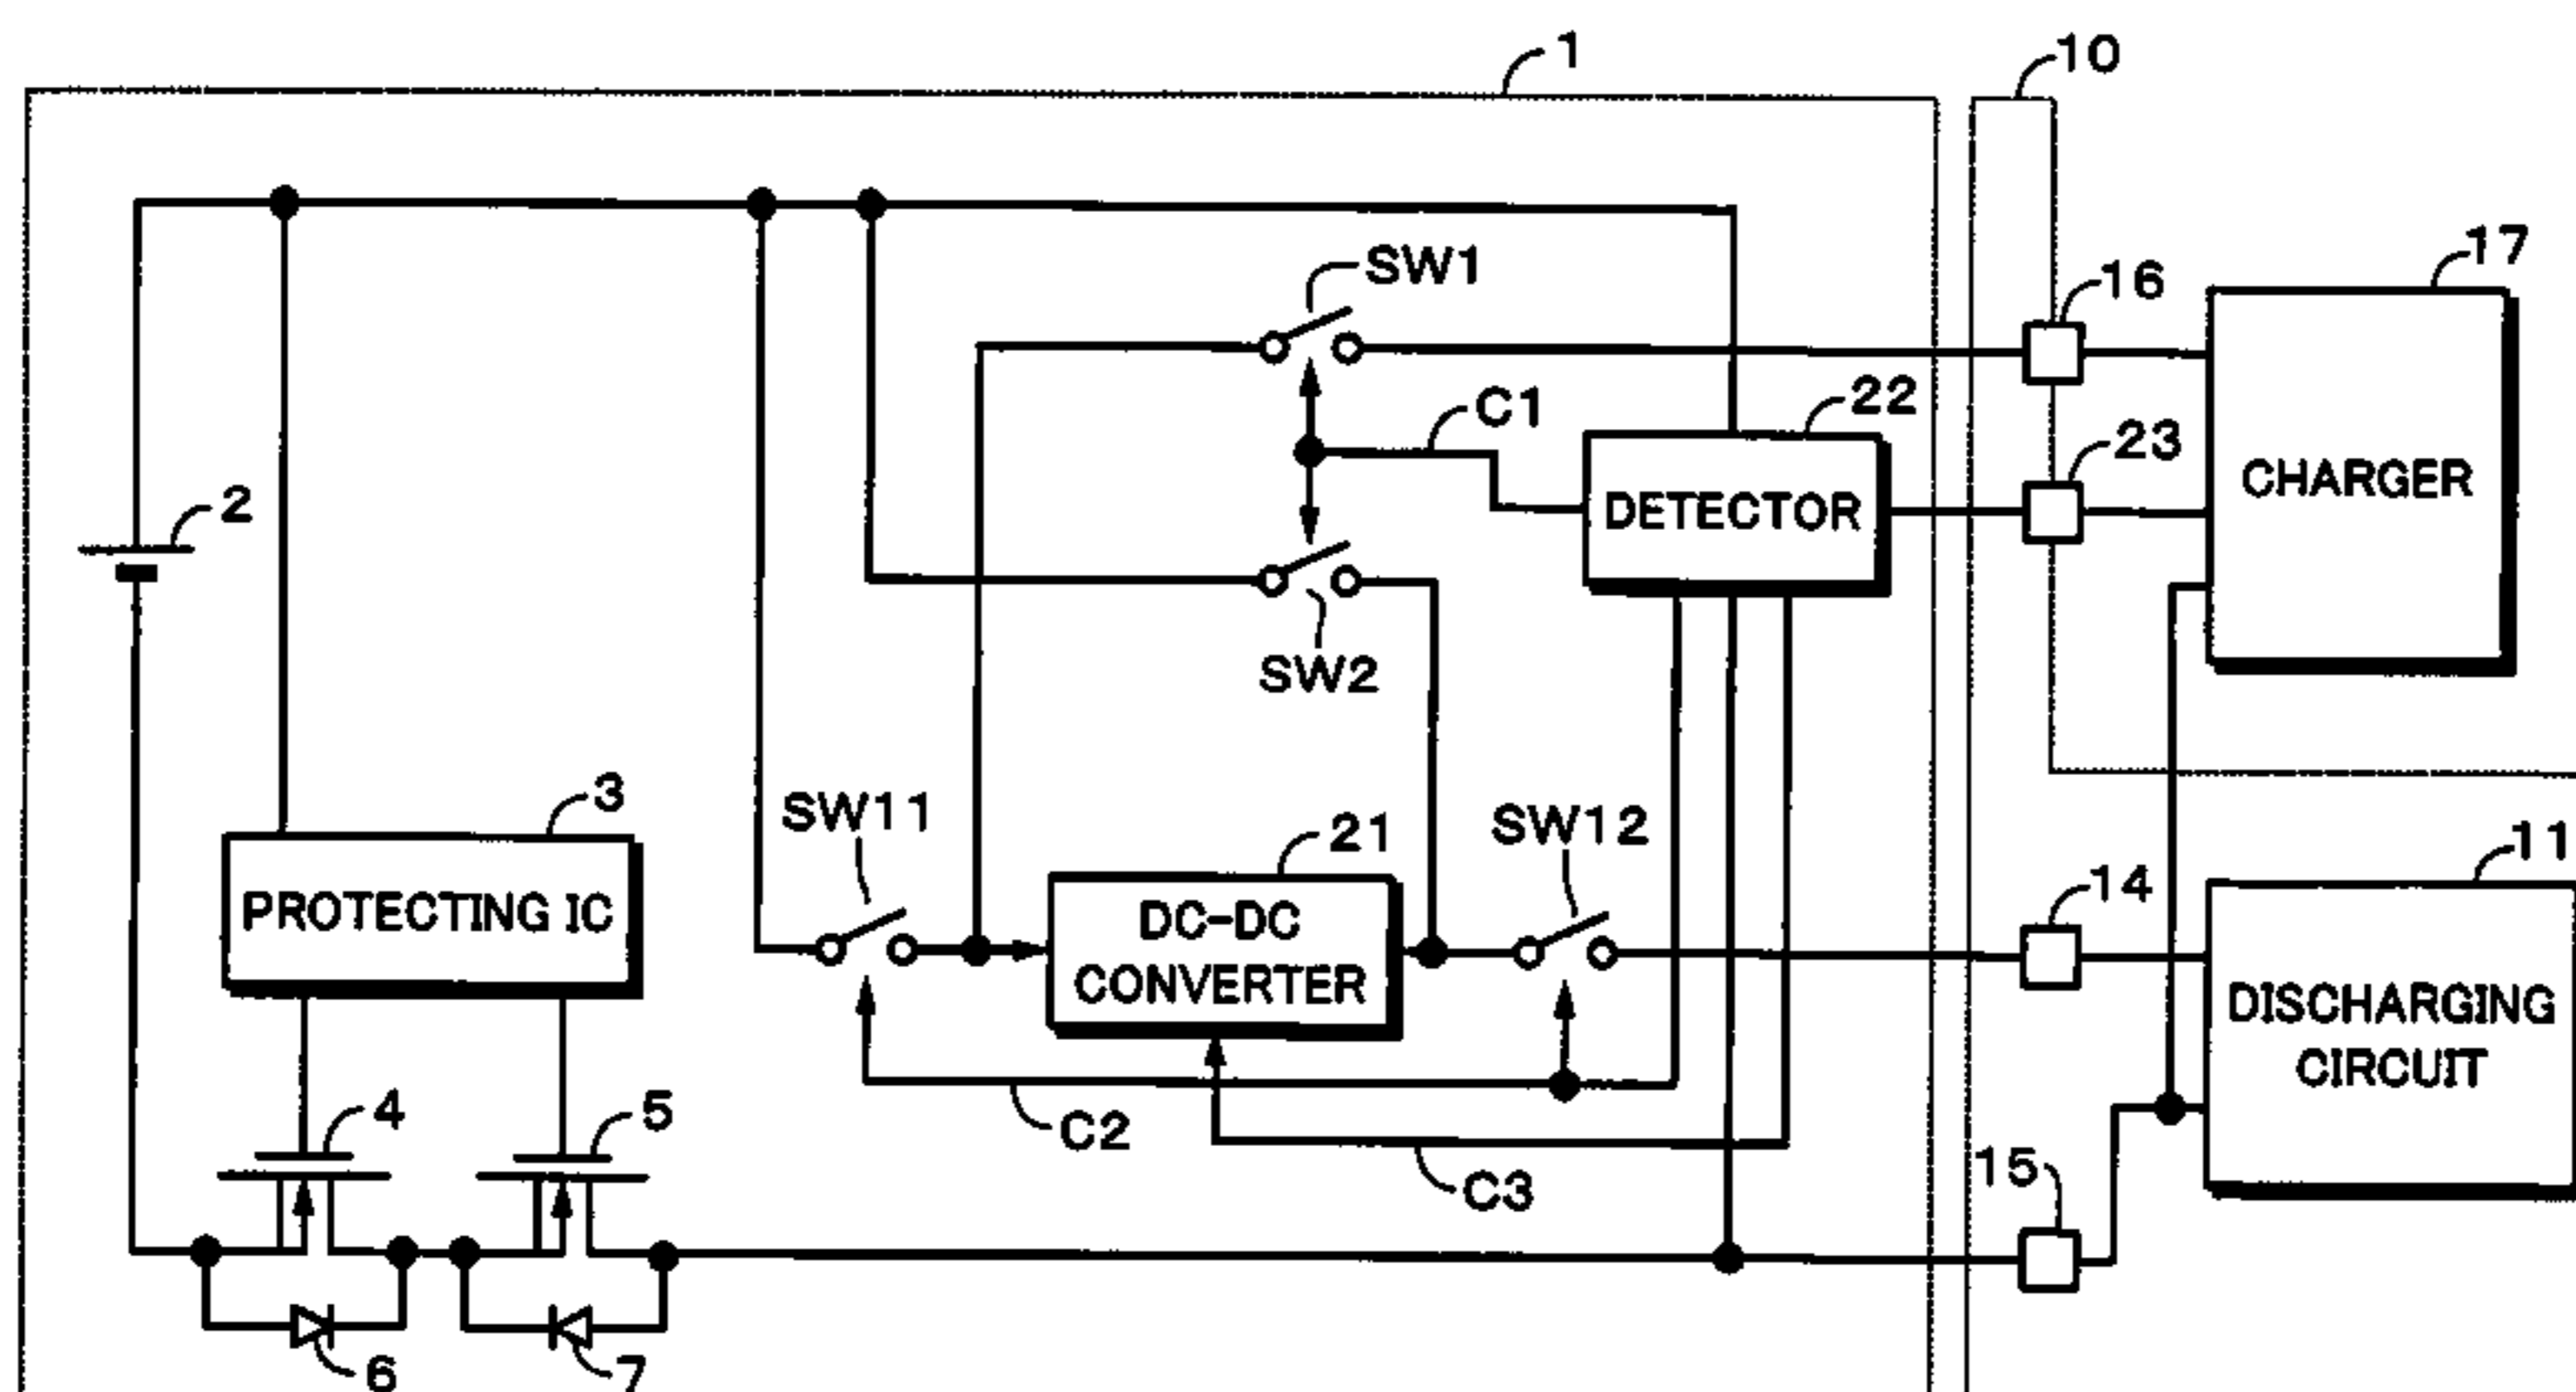 1
10
SW1
17
16
C1
22
23
2
DETECTOR
CHARGER
SW2
3
SW11
21
SW12
14
11
PROTECTING IC
DC-DC
CONVERTER
DISCHARGING
CIRCUIT
4
5
C2
C3
15
6
7